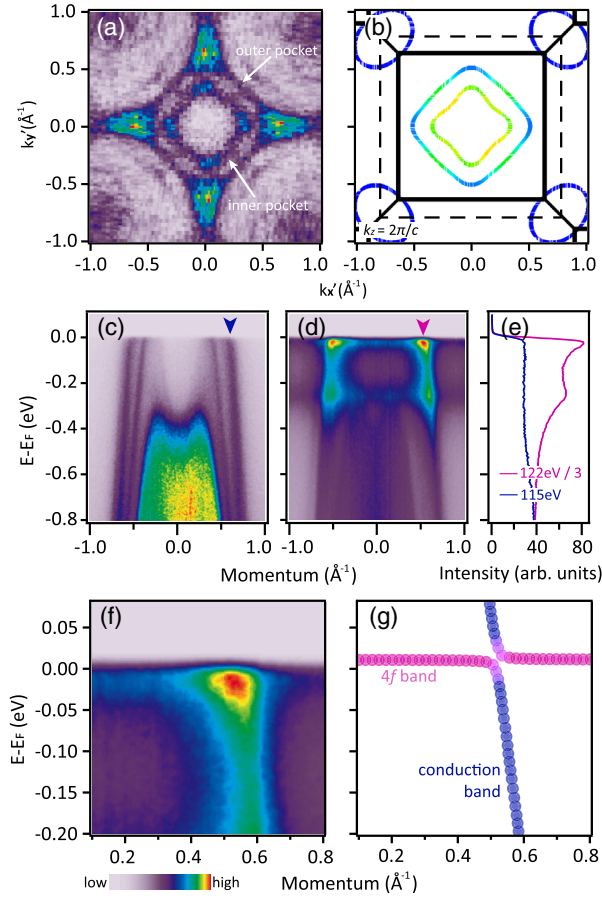 (a)
outer pocket
inner pocket
ky'(Å-1)
1.0
0.5
0.0
-0.5
-1.0
-1.0 -0.5 0.0 0.5 1.0
(b)
kz = 2π/c
-1.0 -0.5 0.0 0.5 1.0
kx'(Å-1)
(c)
E-EF (eV)
0.0
-0.2
-0.4
-0.6
-0.8
-1.0 0.0 1.0
(d)
-1.0 0.0 1.0
Momentum (Å-1)
(e)
122eV / 3
115eV
0 40 80
Intensity (arb. units)
(f)
E-EF (eV)
0.05
0.00
-0.05
-0.10
-0.15
-0.20
0.2 0.4 0.6 0.8
(g)
4f band
conduction
band
0.2 0.4 0.6 0.8
low high
Momentum (Å-1)